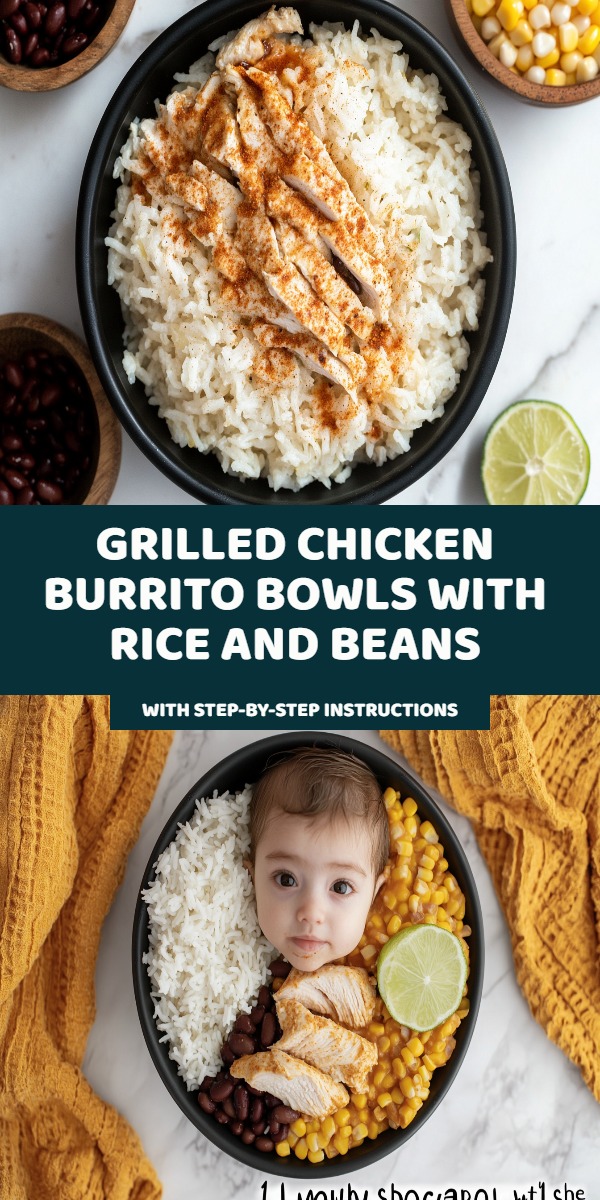 GRILLED CHICKEN
BURRITO BOWLS WITH
RICE AND BEANS
WITH STEP-BY-STEP INSTRUCTIONS